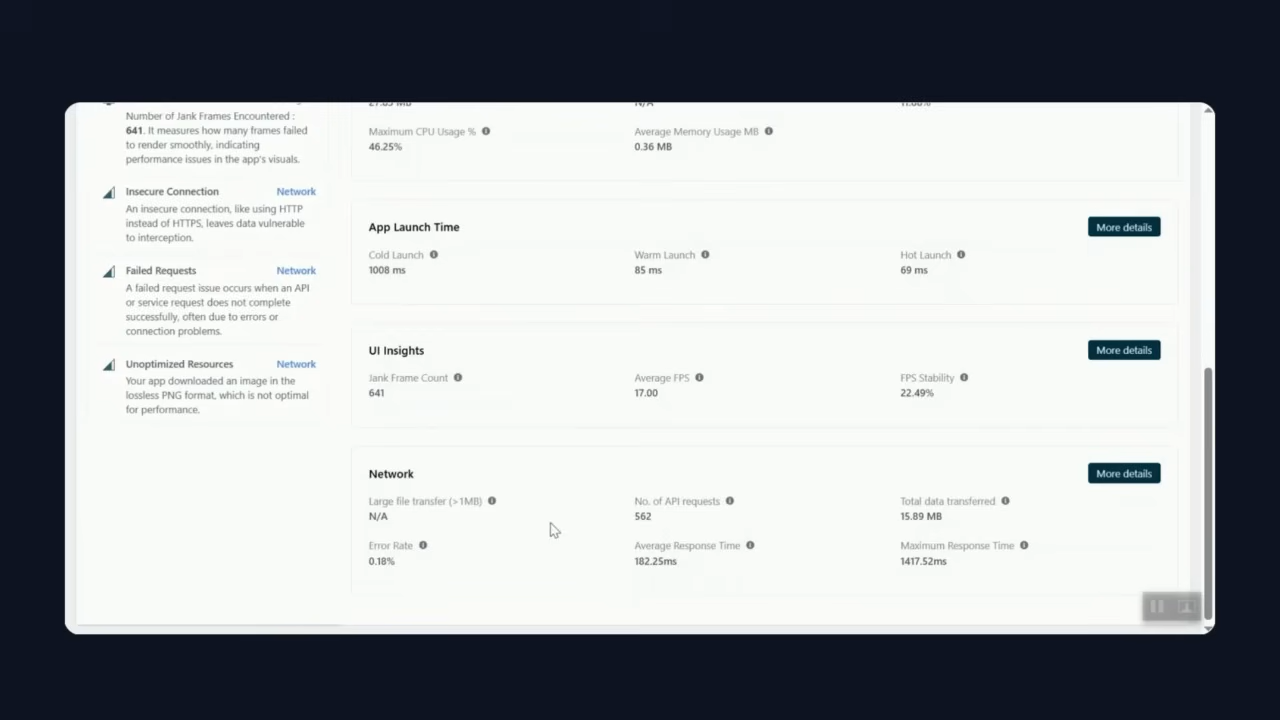 Number of Jank Frames Encountered :
641. It measures how many frames failed
to render smoothly, indicating
performance issues in the app's visuals.
Insecure Connection Network
An insecure connection, like using HTTP
instead of HTTPS, leaves data vulnerable
to interception.
Failed Requests Network
A failed request issue occurs when an API
or service request does not complete
successfully, often due to errors or
connection problems.
Unoptimized Resources Network
Your app downloaded an image in the
lossless PNG format, which is not optimal
for performance.
Maximum CPU Usage % Average Memory Usage MB
46.25% 0.36 MB
App Launch Time More details
Cold Launch Warm Launch Hot Launch
1008 ms 85 ms 69 ms
UI Insights More details
Jank Frame Count Average FPS FPS Stability
641 17.00 22.49%
Network More details
Large file transfer (>1MB) No. of API requests Total data transferred
N/A 562 15.89 MB
Error Rate Average Response Time Maximum Response Time
0.18% 182.25ms 1417.52ms